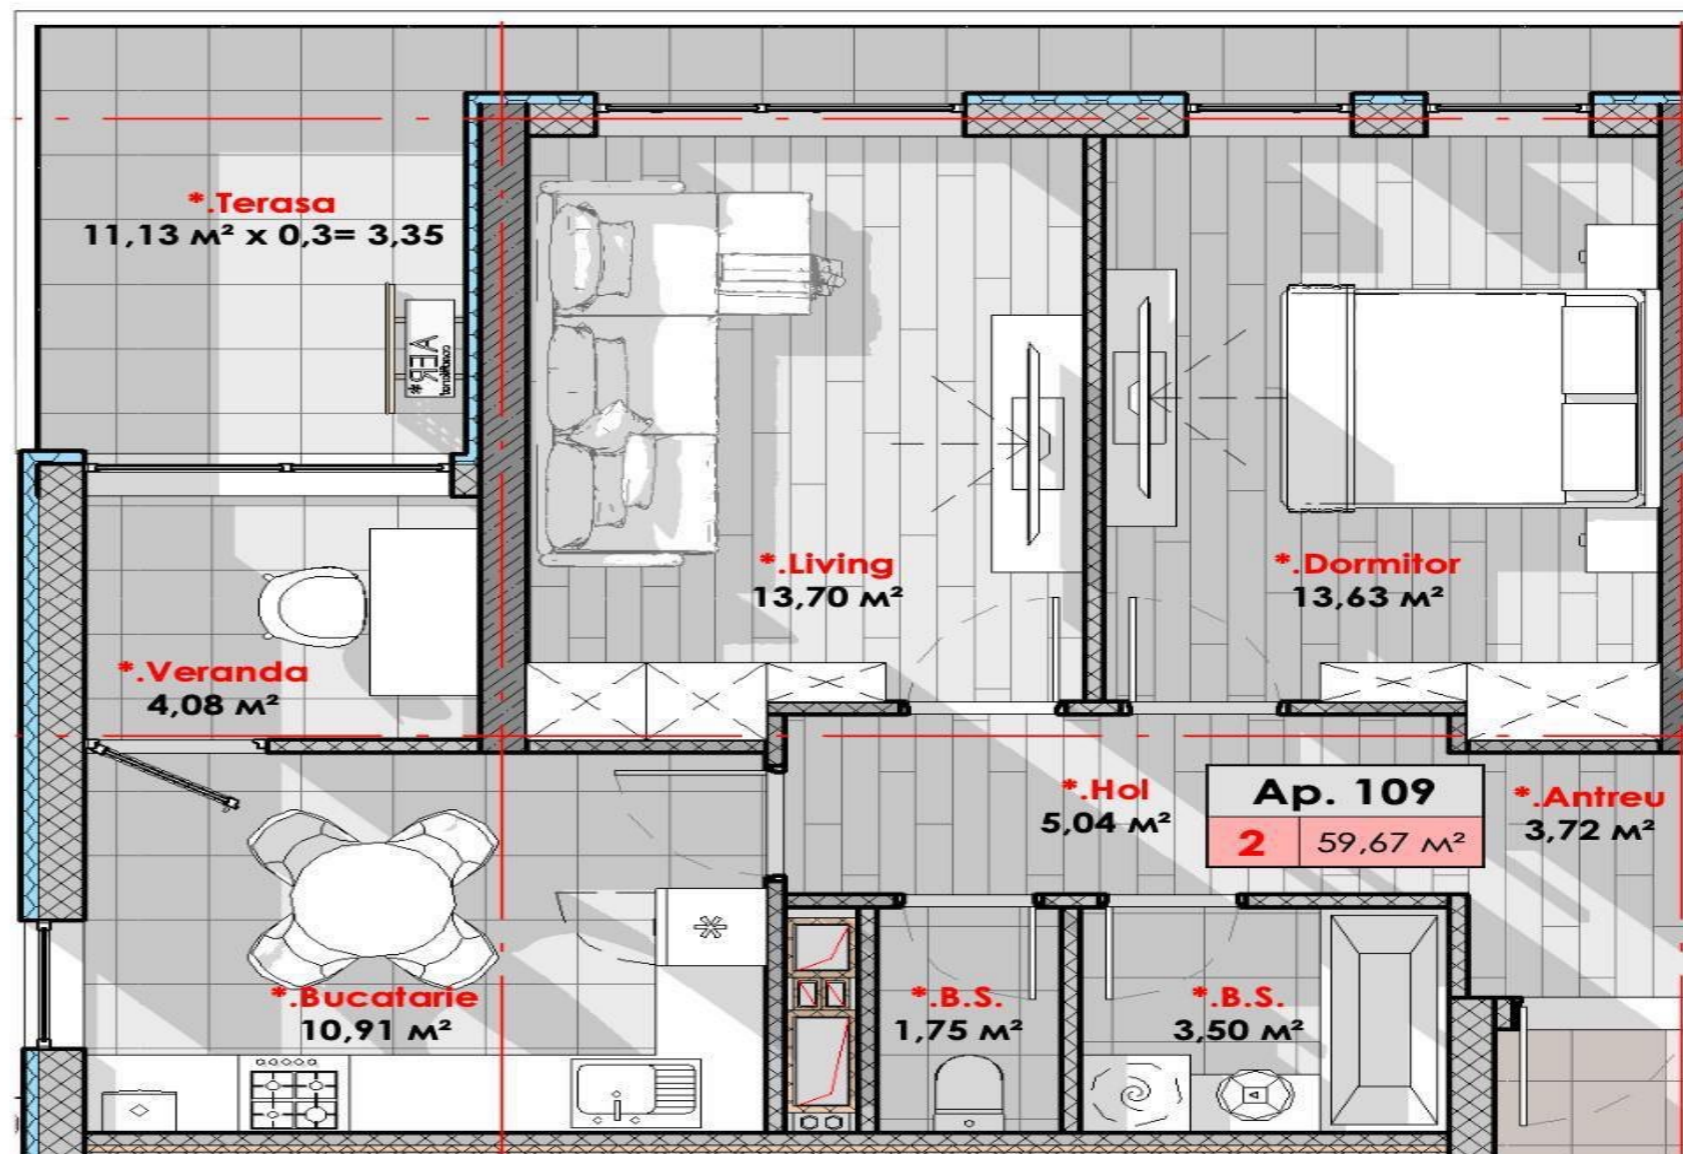 *.Terasa
11,13 м² x 0,3= 3,35
AER*
conditionat
*.Living
13,70 м²
*.Dormitor
13,63 м²
*.Veranda
4,08 м²
*.Hol
5,04 м²
Ap. 109
2 59,67 м²
*.Antreu
3,72 м²
*.Bucatarie
10,91 м²
*.B.S.
1,75 м²
*.B.S.
3,50 м²